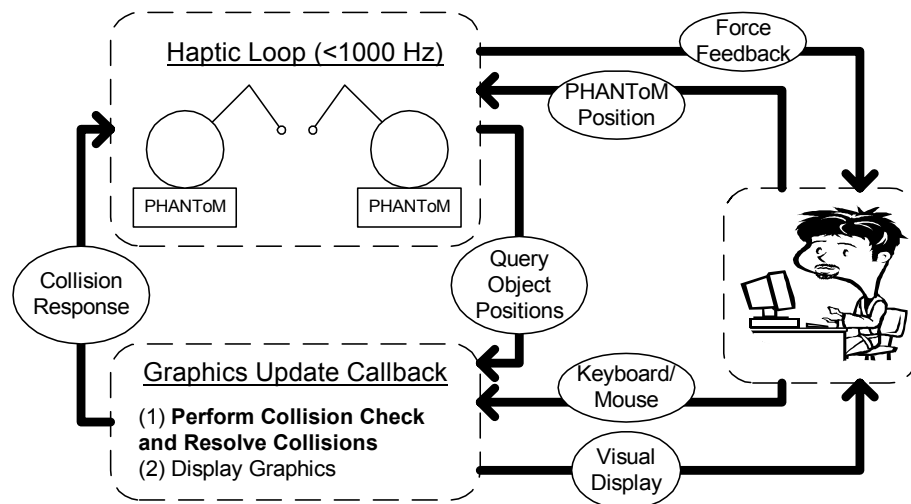 Haptic Loop (<1000 Hz)
PHANToM
PHANToM
Force
Feedback
PHANToM
Position
Collision
Response
Query
Object
Positions
Graphics Update Callback
(1) Perform Collision Check
and Resolve Collisions
(2) Display Graphics
Keyboard/
Mouse
Visual
Display